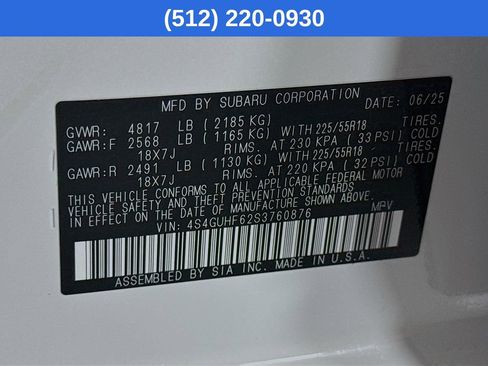 (512) 220-0930
MFD BY SUBARU CORPORATION DATE: 06/25
GVWR: 4817 LB (2185 KG)
GAWR:F 2568 LB (1165 KG) WITH 225/55R18 TIRES.
18X7J RIMS. AT 230 KPA (33 PSI) COLD
GAWR:R 2491 LB (1130 KG) WITH 225/55R18 TIRES.
18X7J RIMS. AT 220 KPA (32 PSI) COLD
THIS VEHICLE CONFORMS TO ALL APPLICABLE FEDERAL MOTOR
VEHICLE SAFETY AND THEFT PREVENTION STANDARDS
IN EFFECT ON THE DATE OF MANUFACTURE SHOWN ABOVE.
VIN: 4S4GUHF62S3760876 MPV
ASSEMBLED BY SIA INC. MADE IN U.S.A.